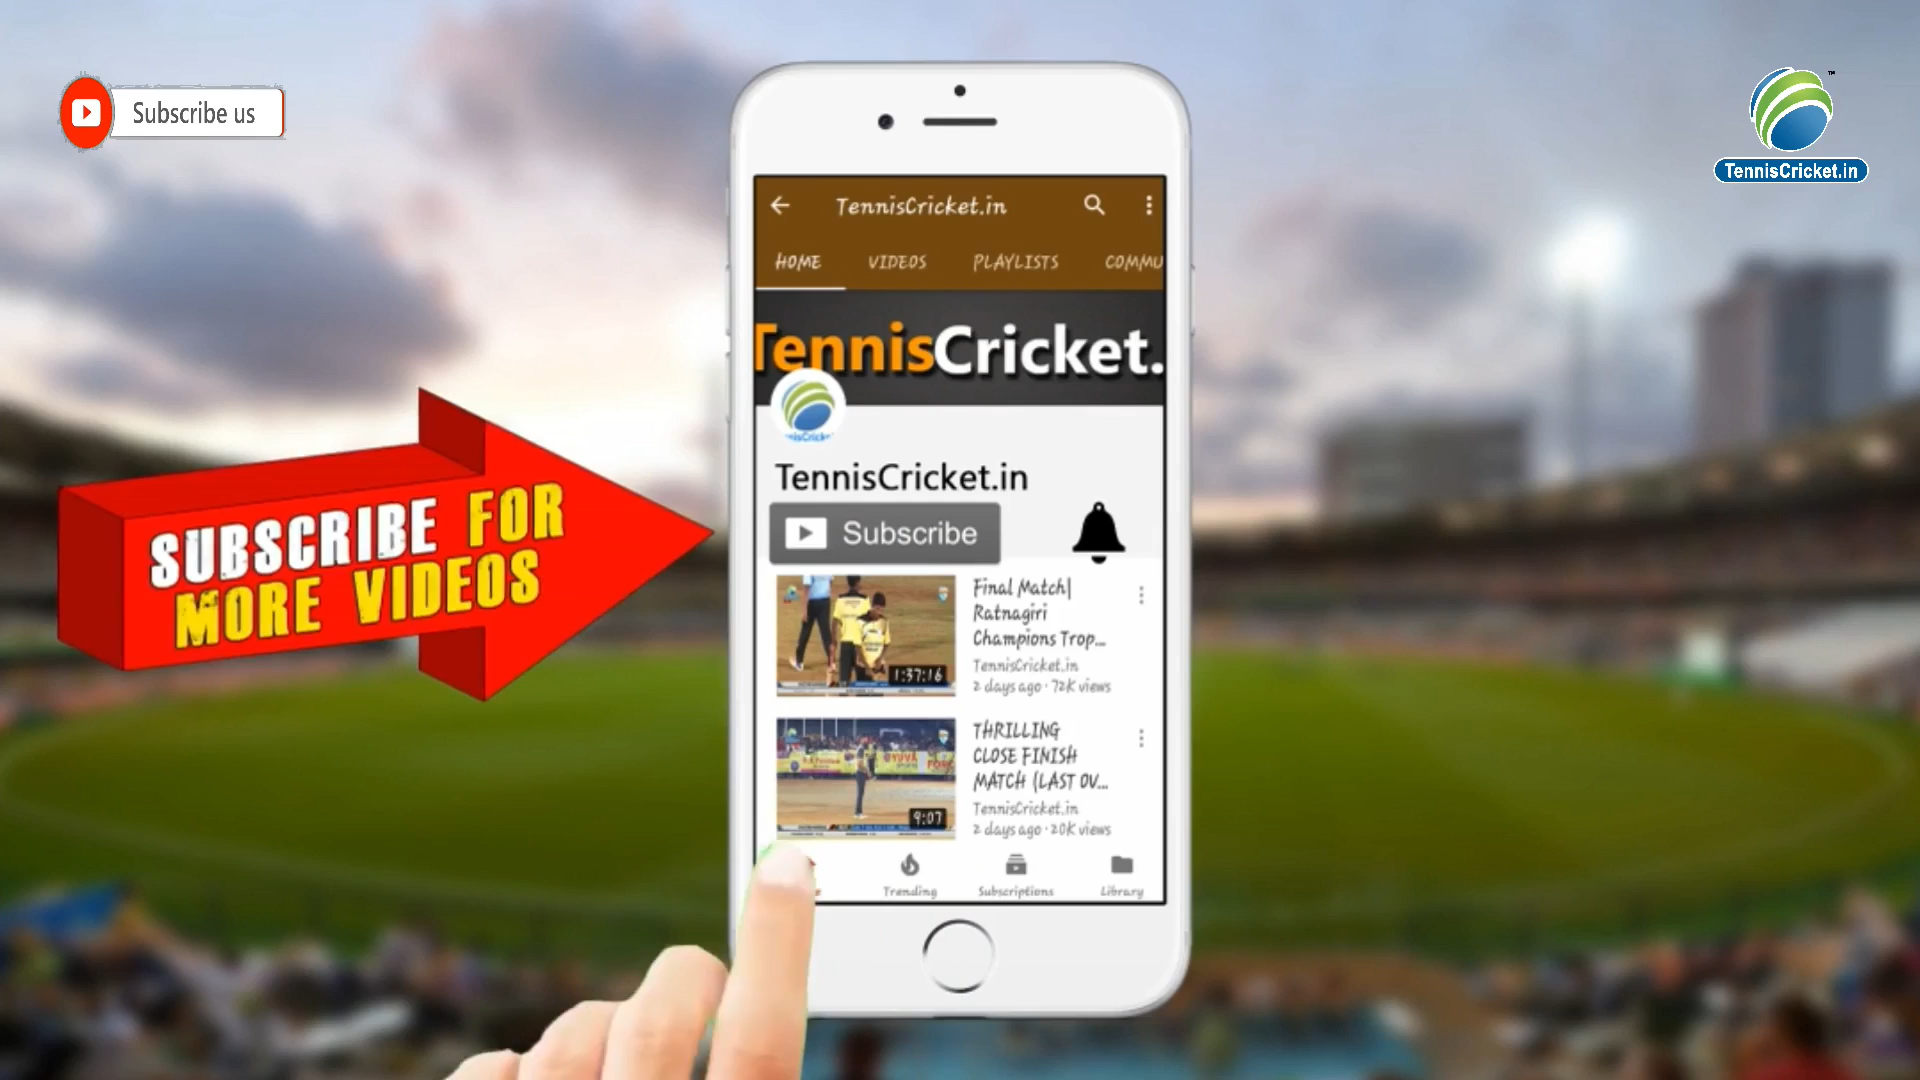 Subscribe us
TM
TennisCricket.in
SUBSCRIBE FOR
MORE VIDEOS
TennisCricket.in
HOME VIDEOS PLAYLISTS COMMU
TennisCricket.
TennisCricket.in
Subscribe
Final Match|
Ratnagiri
Champions Trop...
TennisCricket.in
2 days ago · 72K views
1:37:16
THRILLING
CLOSE FINISH
MATCH (LAST OV...
TennisCricket.in
2 days ago · 20K views
9:07
Trending Subscriptions Library